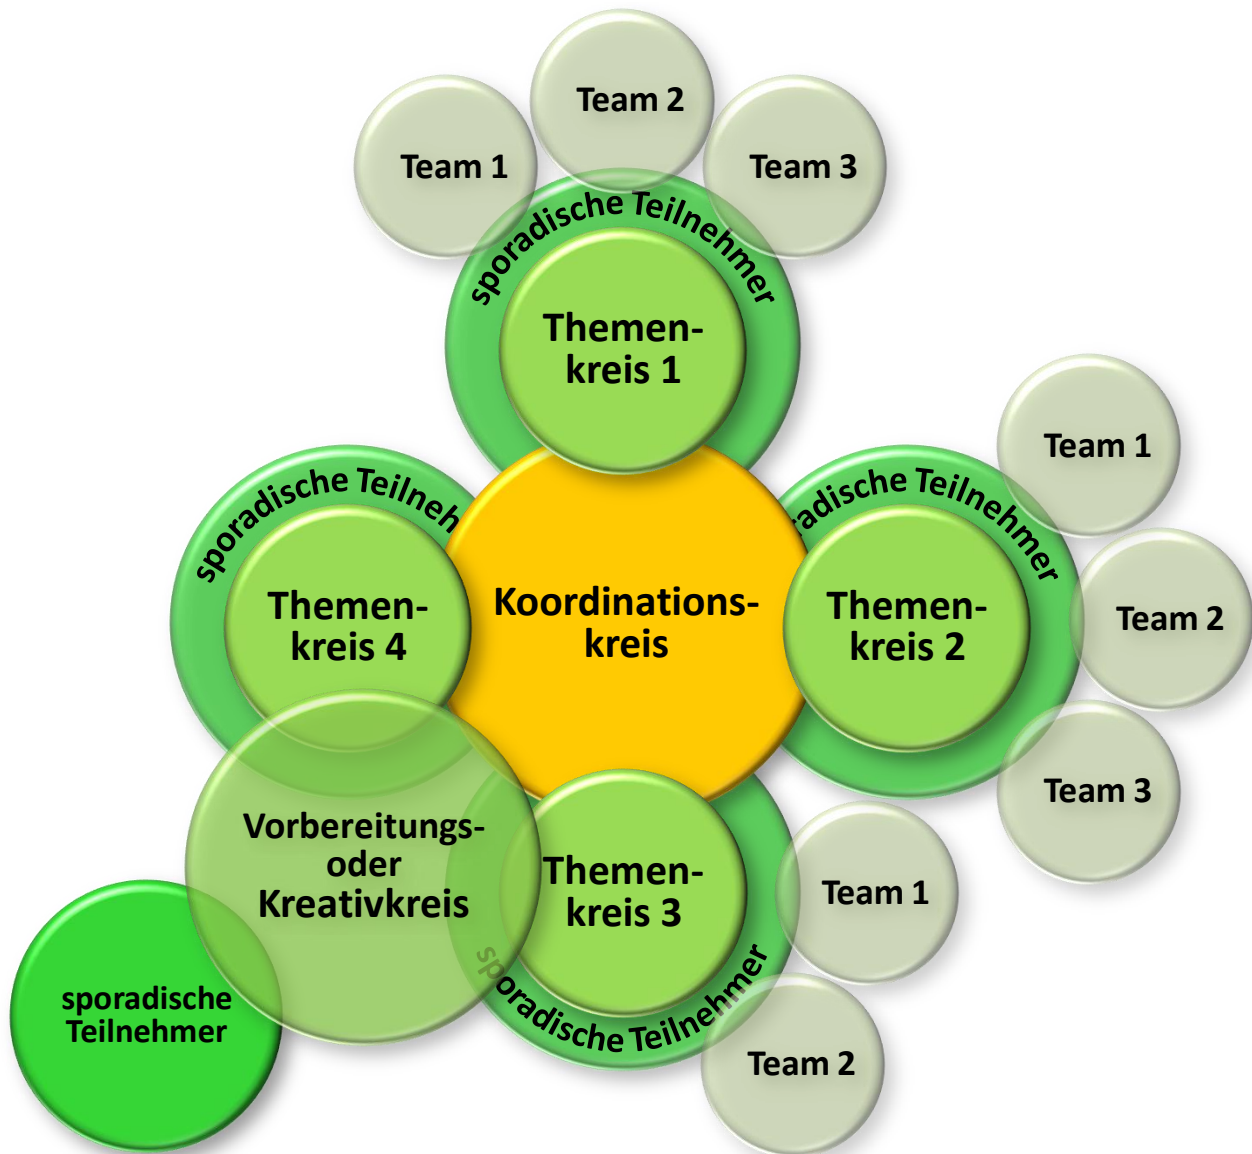 Team 2
Team 1
Team 3
sporadische Teilnehmer
Themen-
kreis 1
Team 1
sporadische Teilneh
radische Teilnehmer
Themen-
kreis 4
Koordinations-
kreis
Themen-
kreis 2
Team 2
Team 3
Vorbereitungs-
oder
Kreativkreis
Themen-
kreis 3
Team 1
sporadische Teilnehmer
sporadische
Teilnehmer
Team 2